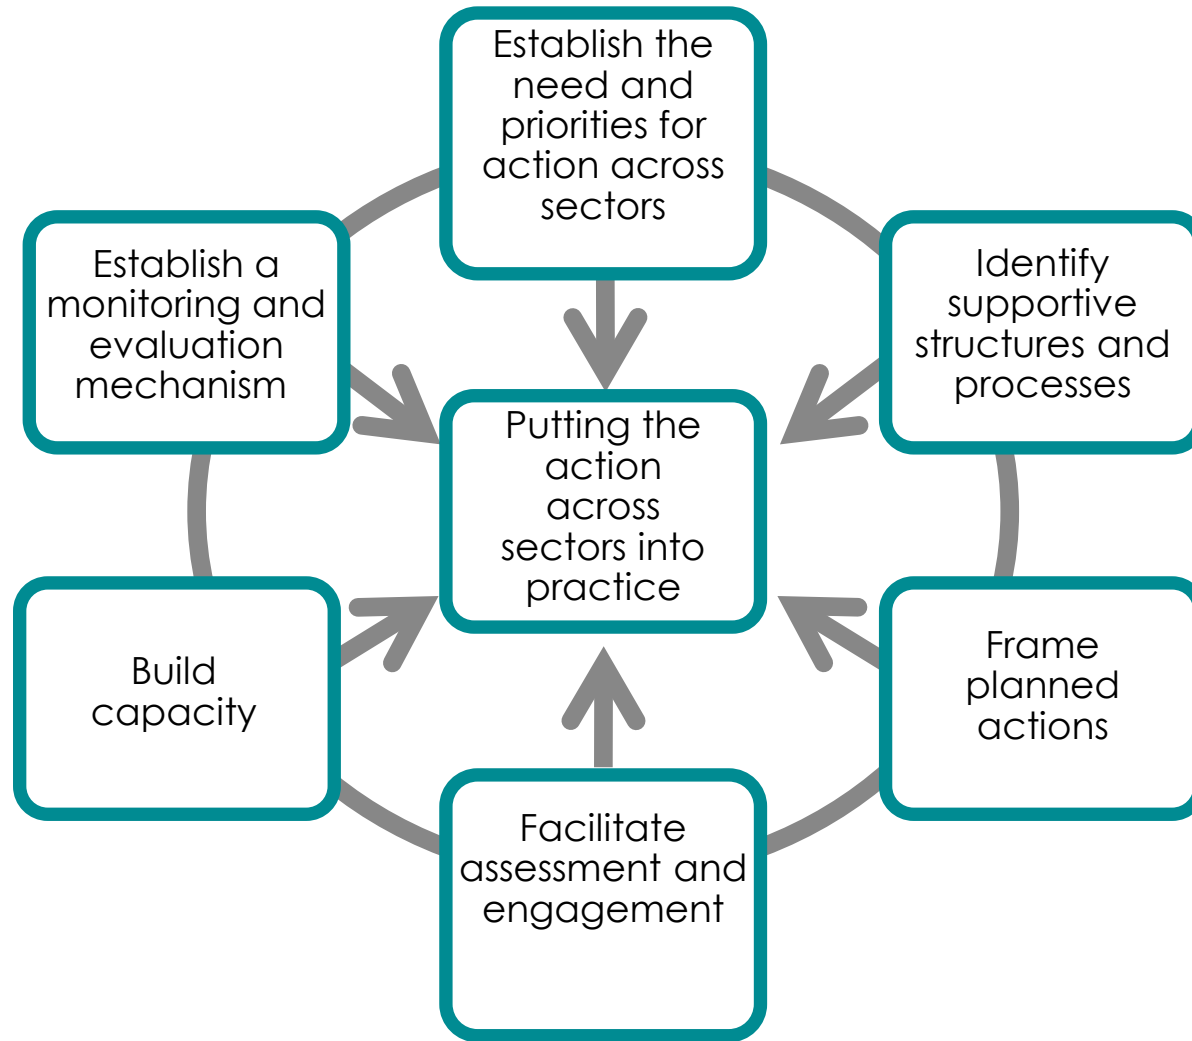 Establish the
need and
priorities for
action across
sectors
Identify
supportive
structures and
processes
Frame
planned
actions
Facilitate
assessment and
engagement
Build
capacity
Establish a
monitoring and
evaluation
mechanism
Putting the
action
across
sectors into
practice